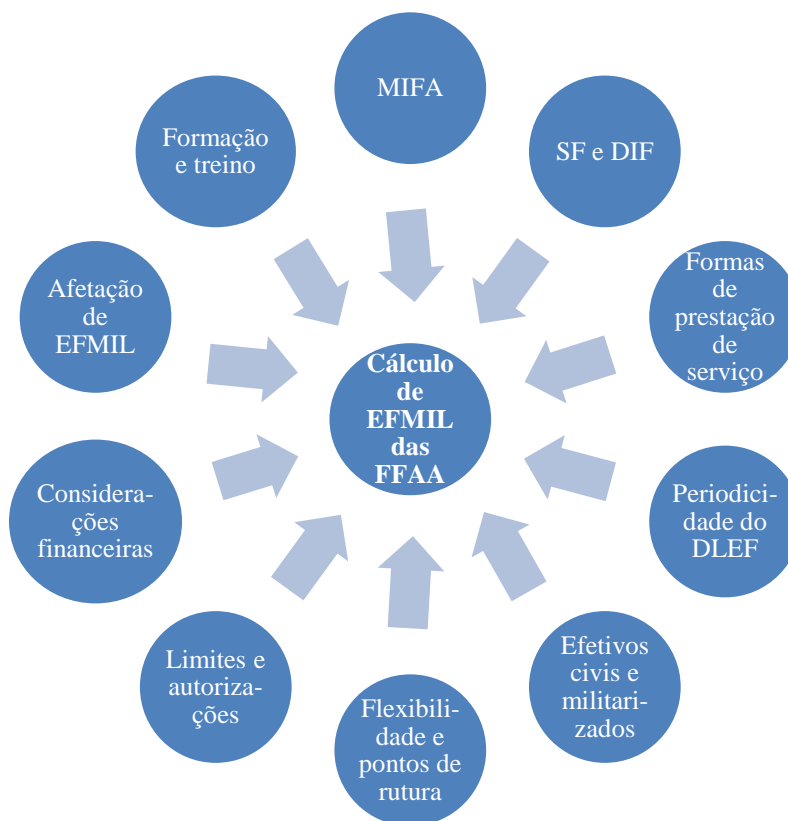 MIFA
SF e DIF
Formas
de
prestação
de
serviço
Periodici-
dade do
DLEF
Efetivos
civis e
militari-
zados
Flexibili-
dade e
pontos de
rutura
Limites e
autoriza-
ções
Considera-
ções
financeiras
Afetação
de
EFMIL
Formação
e treino
Cálculo
de
EFMIL
das
FFAA